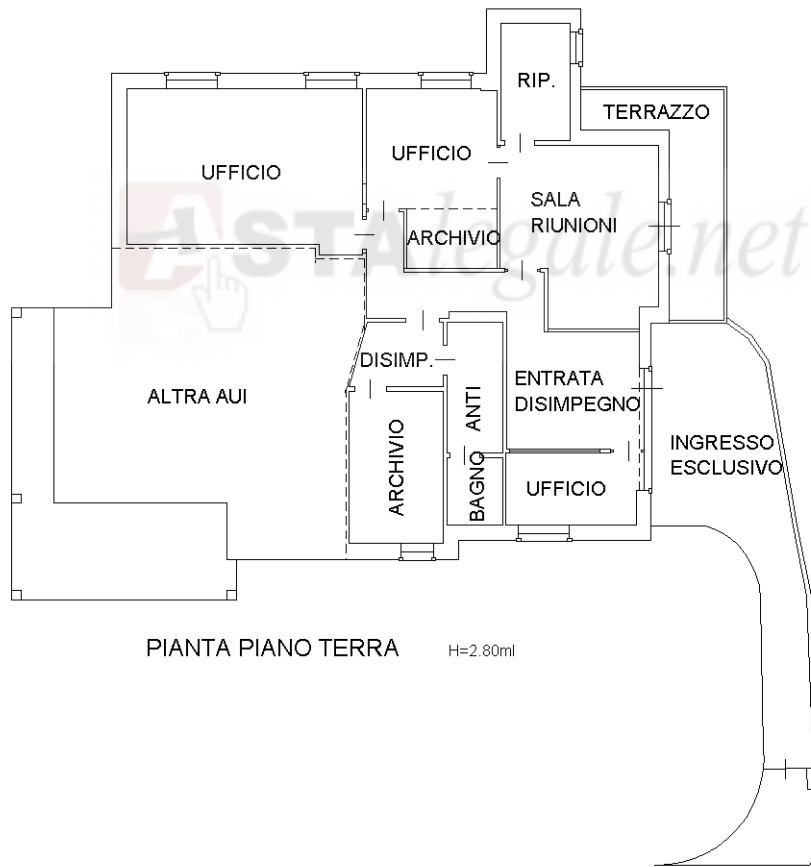 RIP.
TERRAZZO
UFFICIO
UFFICIO
SALA
RIUNIONI
ARCHIVIO
ASTAlegale.net
DISIMP.
ALTRA AUI
ANTI
ENTRATA
DISIMPEGNO
ARCHIVIO
BAGNO
INGRESSO
ESCLUSIVO
UFFICIO
PIANTA PIANO TERRA
H=2.80ml